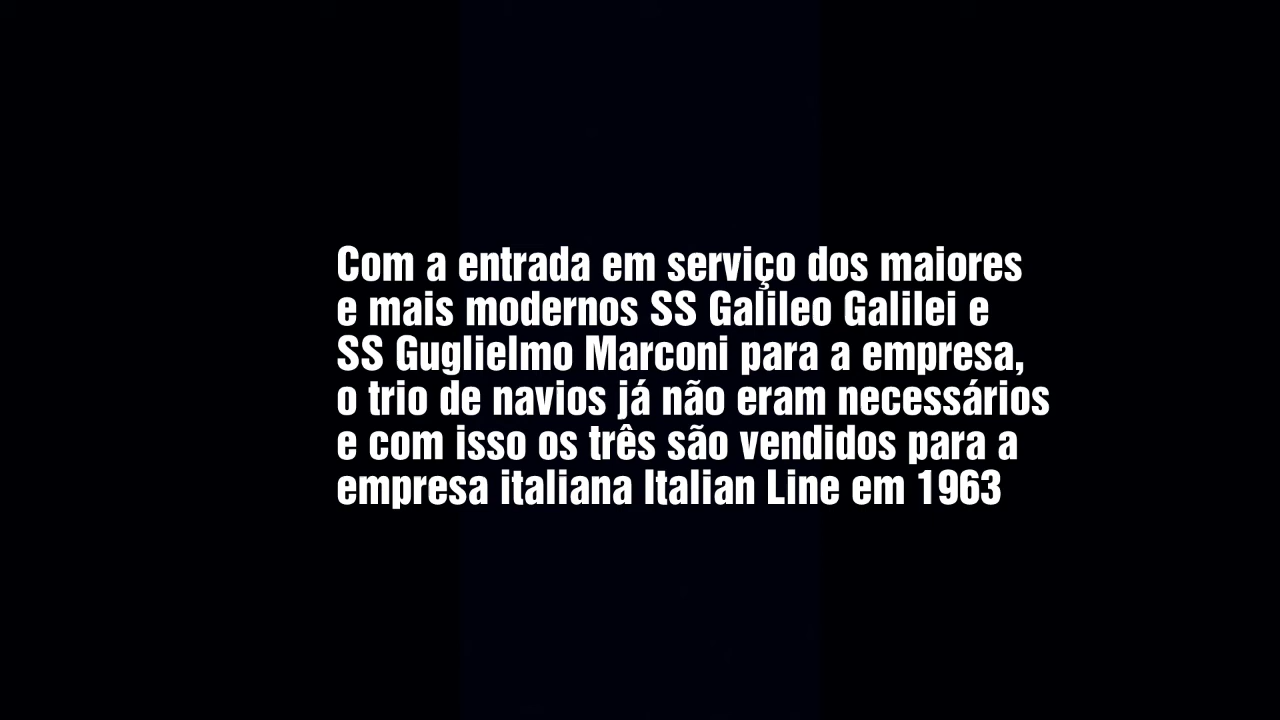 Com a entrada em serviço dos maiores
e mais modernos SS Galileo Galilei e
SS Guglielmo Marconi para a empresa,
o trio de navios já não eram necessários
e com isso os três são vendidos para a
empresa italiana Italian Line em 1963